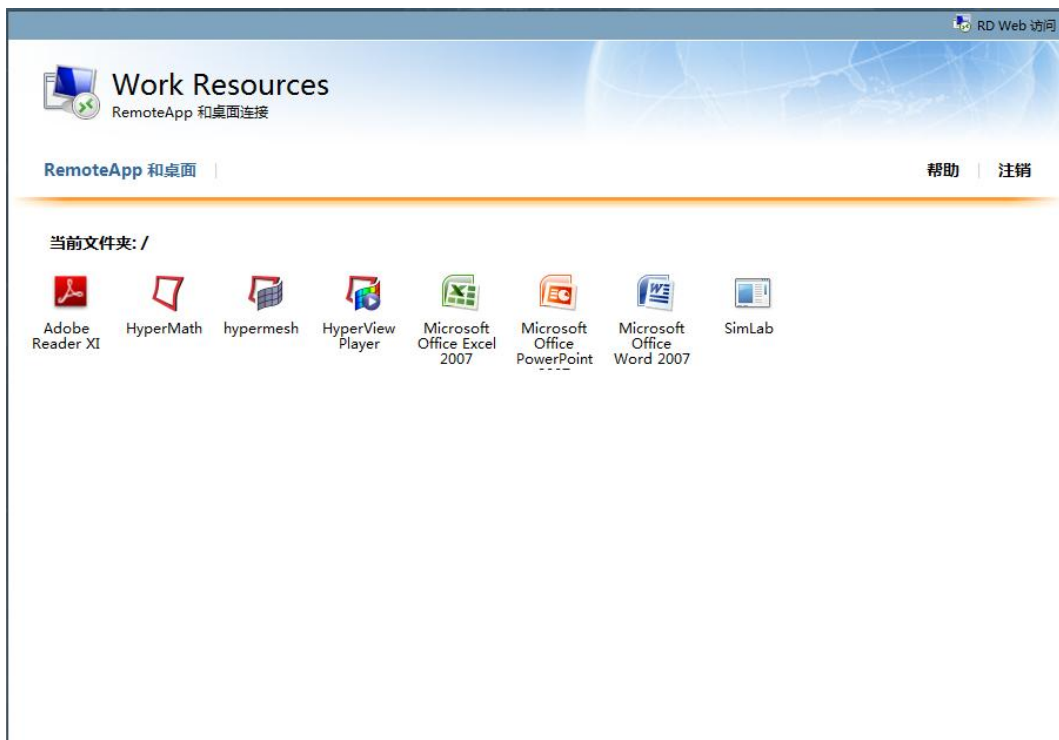 RD Web 访问
Work Resources
RemoteApp 和桌面连接
RemoteApp 和桌面
帮助
注销
当前文件夹: /
Adobe
Reader XI
HyperMath
hypermesh
HyperView
Player
Microsoft
Office Excel
2007
Microsoft
Office
PowerPoint
Microsoft
Office
Word 2007
SimLab